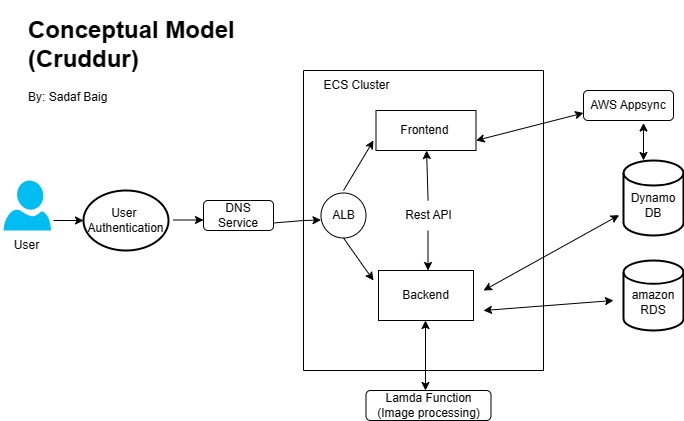 Conceptual Model
(Cruddur)
By: Sadaf Baig
ECS Cluster
Frontend
AWS Appsync
User
User
Authentication
DNS
Service
ALB
Rest API
Dynamo
DB
Backend
amazon
RDS
Lamda Function
(Image processing)